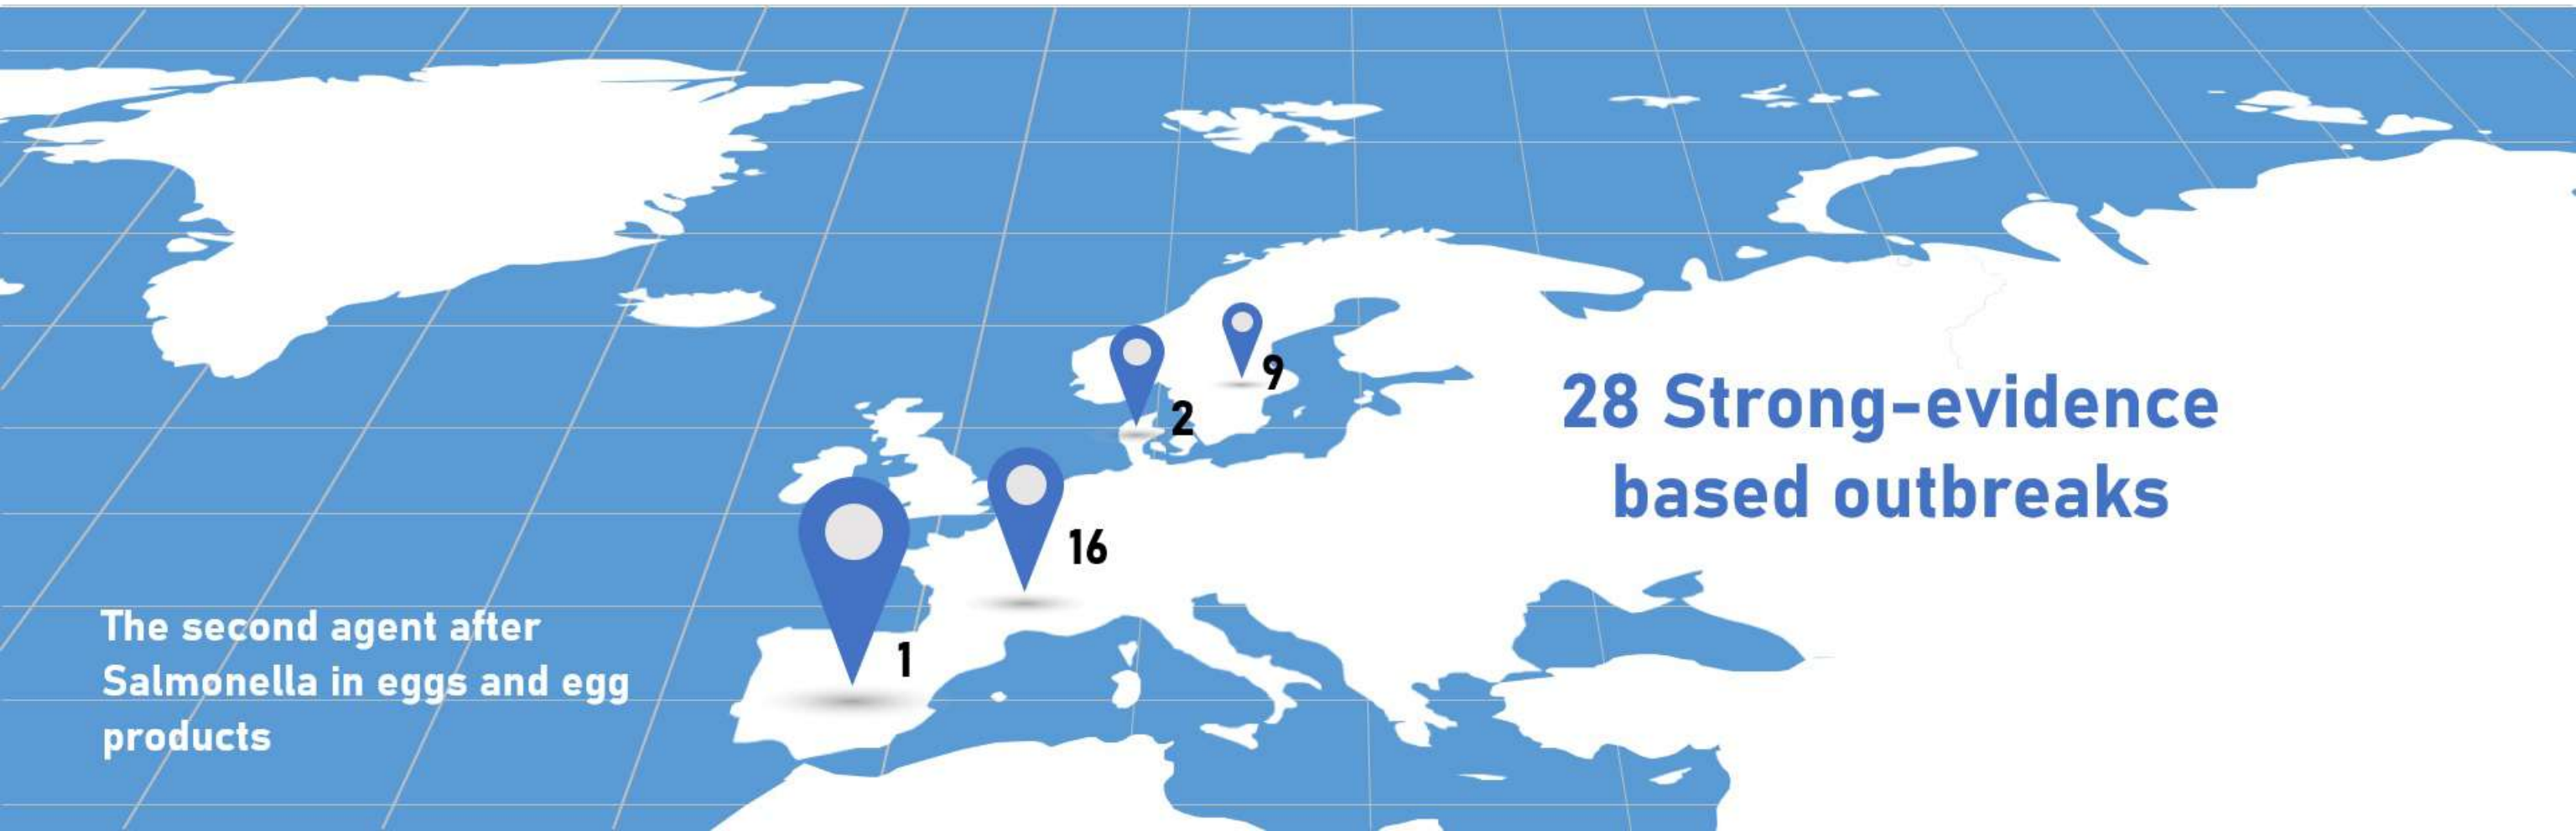 9
2
28 Strong-evidence
based outbreaks
16
1
The second agent after
Salmonella in eggs and egg
products